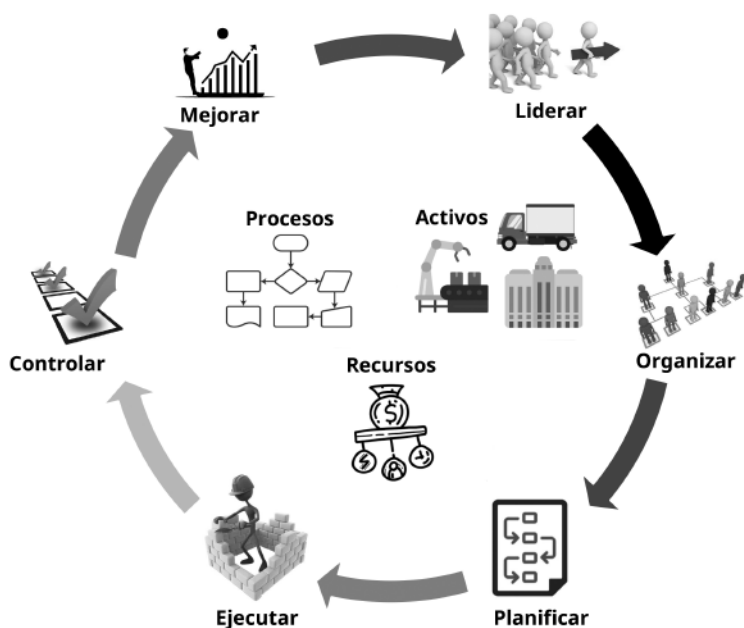 Mejorar
Liderar
Procesos
Activos
Controlar
Organizar
Recursos
$
Ejecutar
Planificar